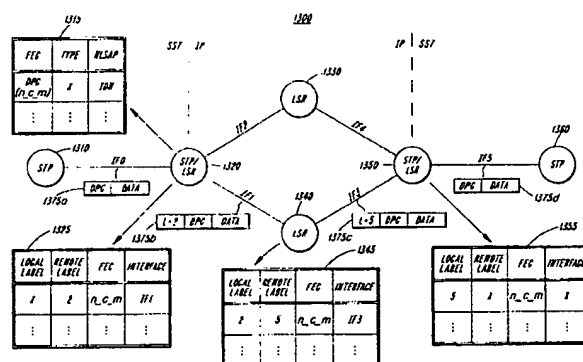 1300
1315
FEC TYPE NLSAP
DPC (n_c_m) X IDN
SS7 IP
IP SS7
1330
LSR
1310
STP
IF0
STP/LSR
1320
IF2
IF4
1350
STP/LSR
IF5
1360
STP
DPC DATA
1375a
IF1
1340
LSR
IF3
DPC DATA
1375d
1375b
L=2 DPC DATA
L=5 DPC DATA
1375c
1325
LOCAL LABEL REMOTE LABEL FEC INTERFACE
X 2 n_c_m IF1
1345
LOCAL LABEL REMOTE LABEL FEC INTERFACE
2 5 n_c_m IF3
1355
LOCAL LABEL REMOTE LABEL FEC INTERFACE
5 X n_c_m X